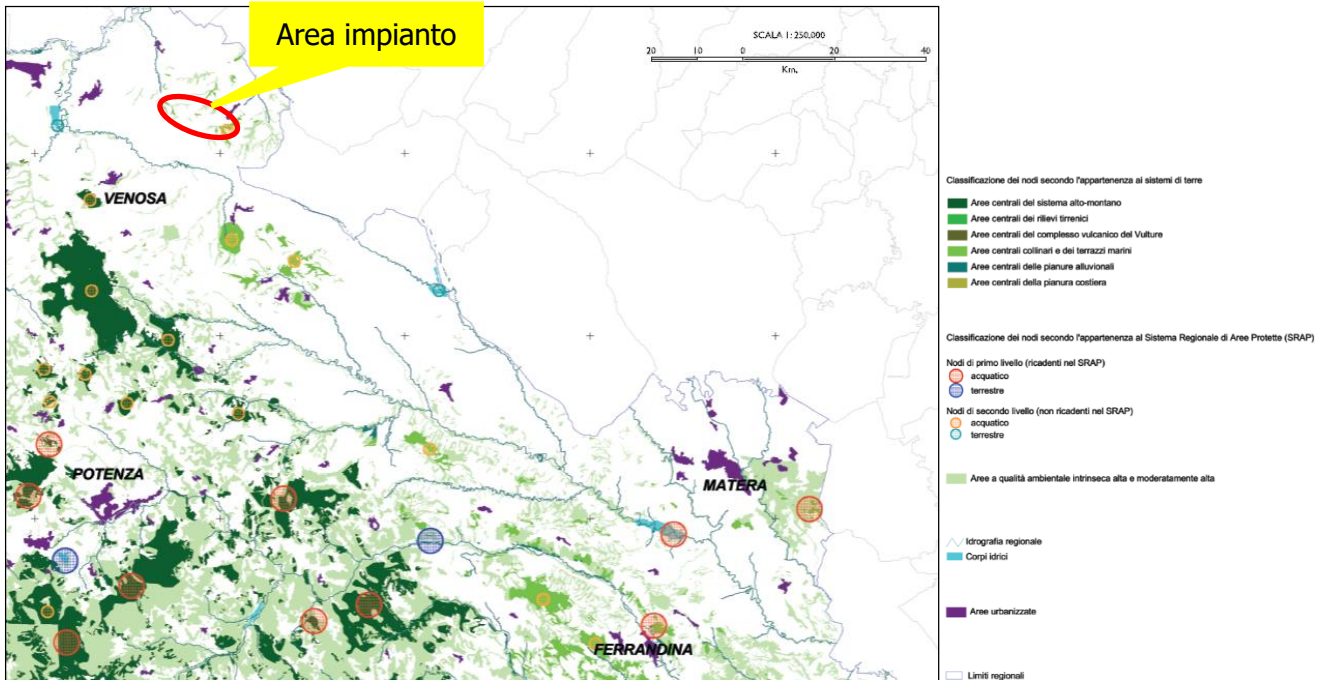 Area impianto
SCALA 1:250.000
20 10 0 20 40
Km.
VENOSA
POTENZA
MATERA
FERRANDINA
Classificazione dei nodi secondo l'appartenenza ai sistemi di terre
Aree centrali del sistema alto-montano
Aree centrali dei rilievi tirrenici
Aree centrali del complesso vulcanico del Vulture
Aree centrali collinari e dei terrazzi marini
Aree centrali delle pianure alluvionali
Aree centrali della pianura costiera
Classificazione dei nodi secondo l'appartenenza al Sistema Regionale di Aree Protette (SRAP)
Nodi di primo livello (ricadenti nel SRAP)
acquatico
terrestre
Nodi di secondo livello (non ricadenti nel SRAP)
acquatico
terrestre
Aree a qualità ambientale intrinseca alta e moderatamente alta
Idrografia regionale
Corpi idrici
Aree urbanizzate
Limiti regionali